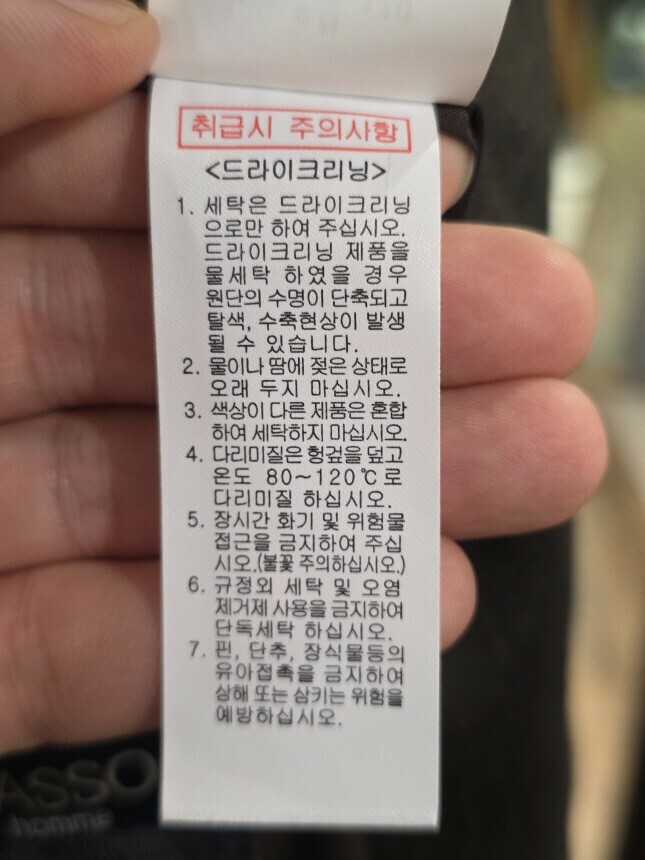 취급시 주의사항
<드라이크리닝>
1. 세탁은 드라이크리닝
으로만 하여 주십시오.
드라이크리닝 제품을
물세탁 하였을 경우
원단의 수명이 단축되고
탈색, 수축현상이 발생
될 수 있습니다.
2. 물이나 땀에 젖은 상태로
오래 두지 마십시오.
3. 색상이 다른 제품은 혼합
하여 세탁하지 마십시오.
4. 다리미질은 헝겊을 덮고
온도 80~120℃로
다리미질 하십시오.
5. 장시간 화기 및 위험물
접근을 금지하여 주십
시오.(불꽃 주의하십시오.)
6. 규정외 세탁 및 오염
제거제 사용을 금지하여
단독세탁 하십시오.
7. 핀, 단추, 장식물등의
유아접촉을 금지하여
상해 또는 삼키는 위험을
예방하십시오.
ASSO
homme